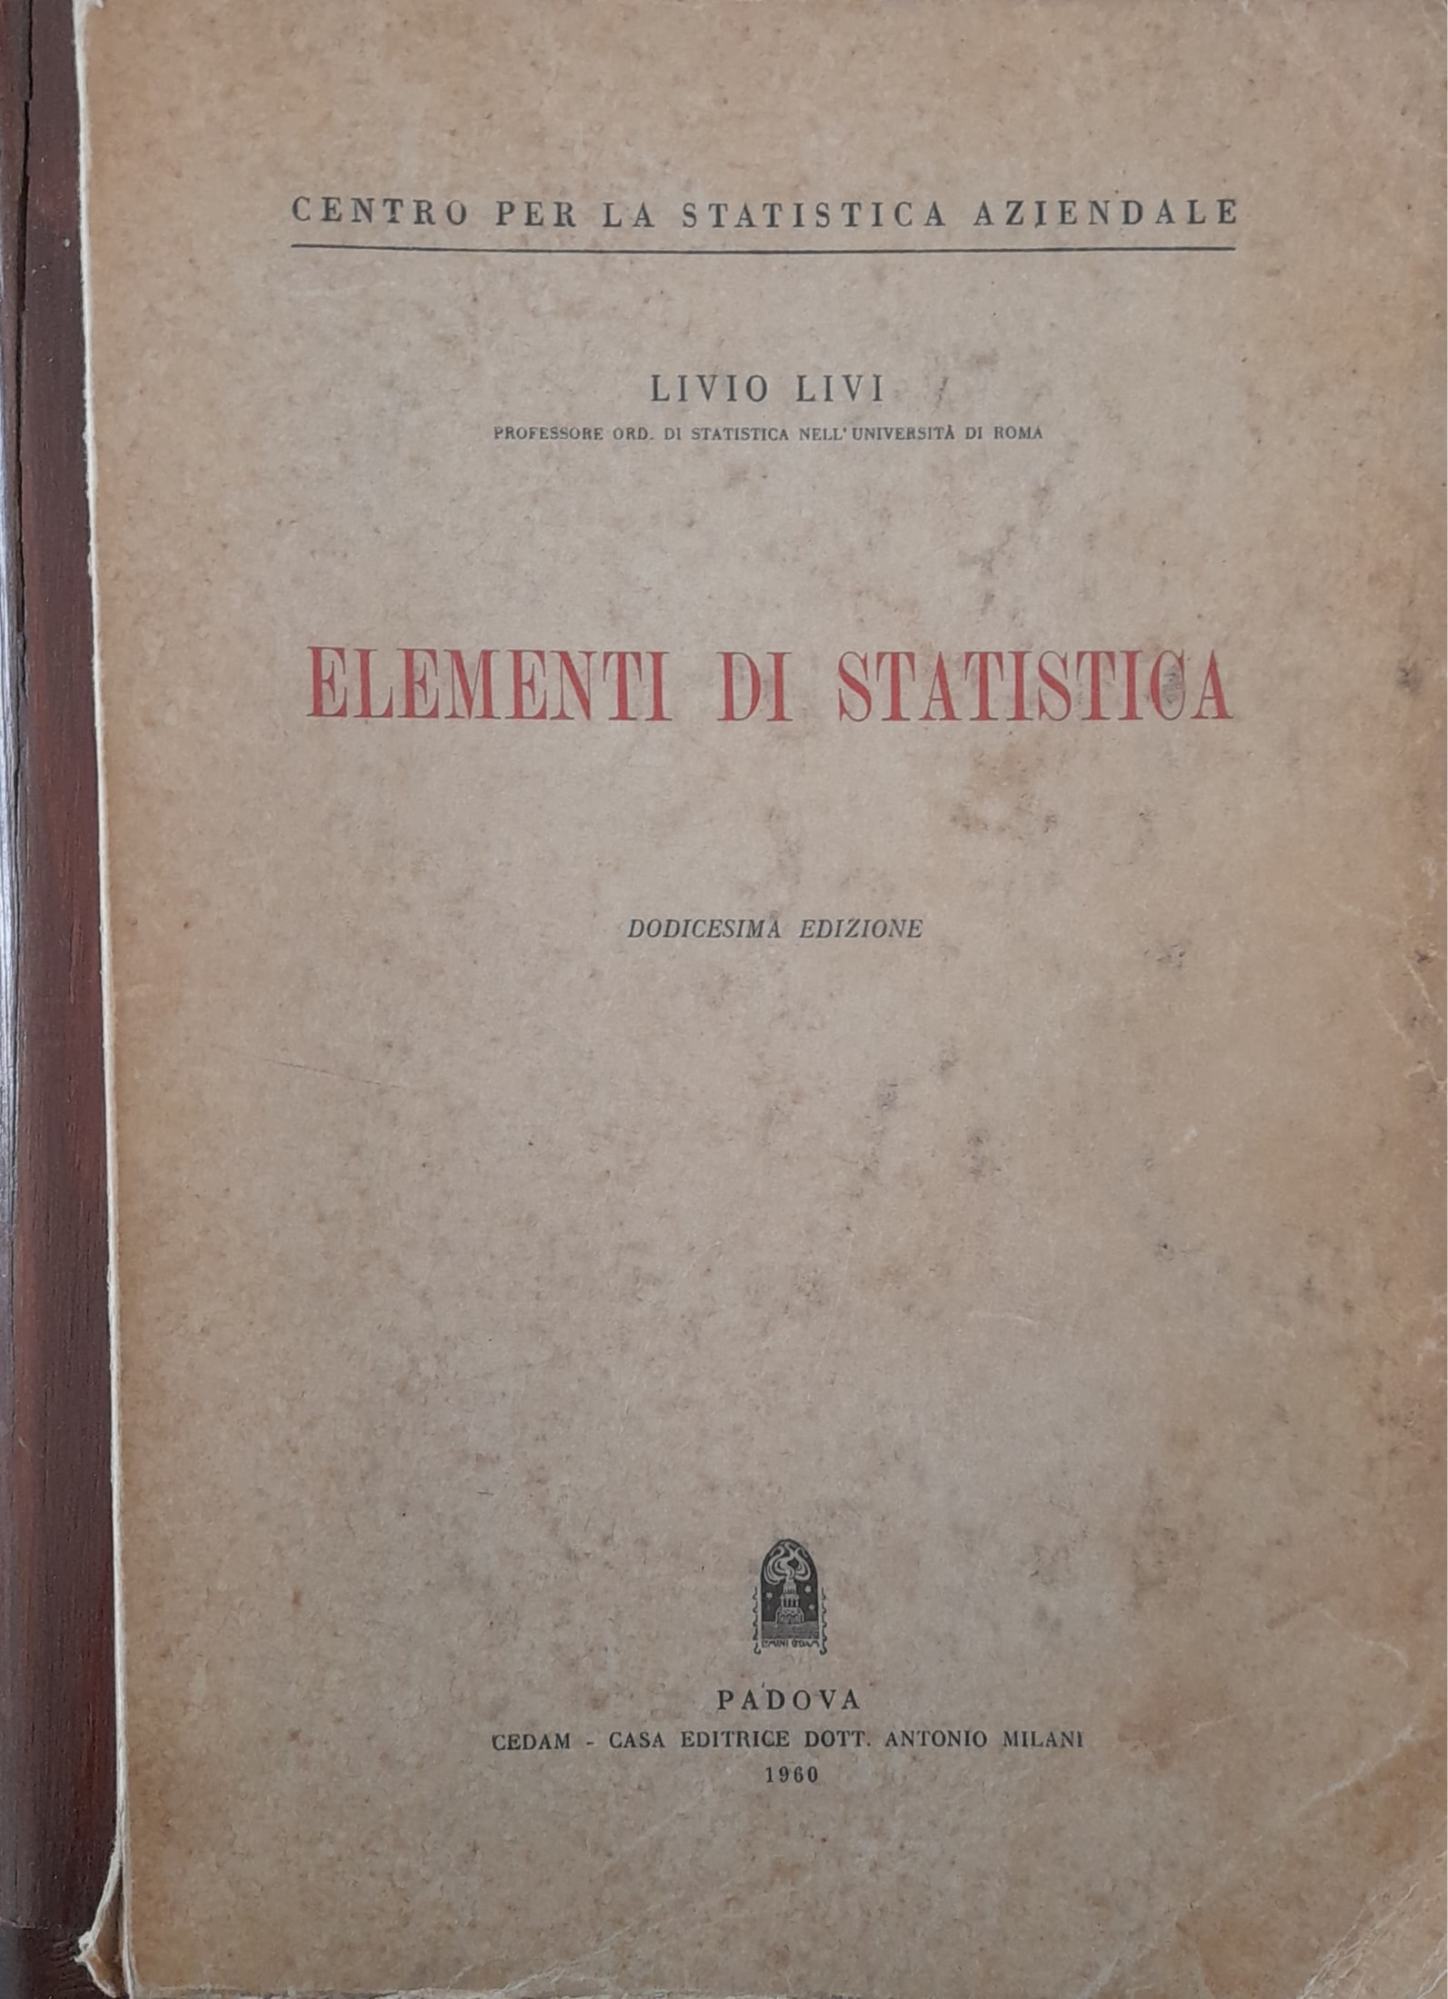 CENTRO PER LA STATISTICA AZIENDALE
LIVIO LIVI
PROFESSORE ORD. DI STATISTICA NELL' UNIVERSITÀ DI ROMA
ELEMENTI DI STATISTICA
DODICESIMA EDIZIONE
PADOVA
CEDAM - CASA EDITRICE DOTT. ANTONIO MILANI
1960